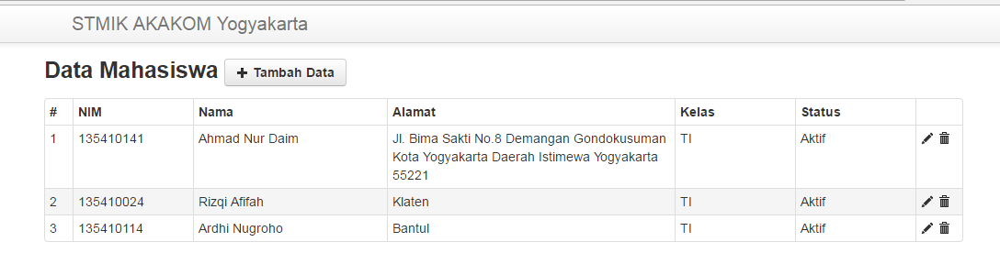 STMIK AKAKOM Yogyakarta
Data Mahasiswa + Tambah Data
# NIM Nama Alamat Kelas Status
1 135410141 Ahmad Nur Daim Jl. Bima Sakti No.8 Demangan Gondokusuman TI Aktif
Kota Yogyakarta Daerah Istimewa Yogyakarta
55221
2 135410024 Rizqi Afifah Klaten TI Aktif
3 135410114 Ardhi Nugroho Bantul TI Aktif